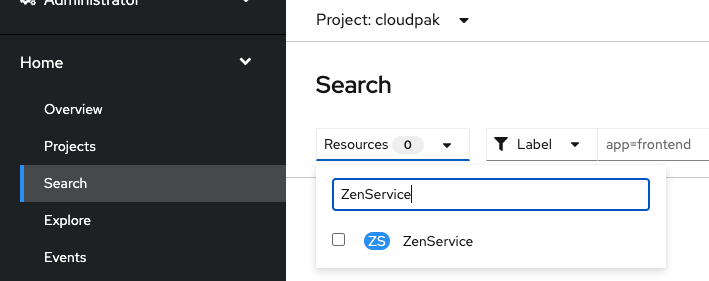 Administrator
Project: cloudpak
Home
Overview
Projects
Search
Explore
Events
Search
Resources 0
Label
app=frontend
ZenService
ZS ZenService